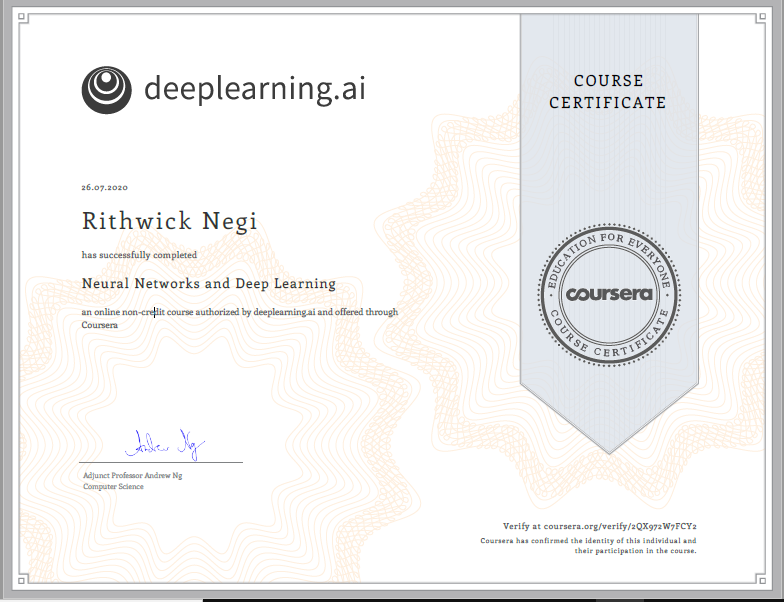 deeplearning.ai
COURSE
CERTIFICATE
26.07.2020
Rithwick Negi
has successfully completed
Neural Networks and Deep Learning
an online non-credit course authorized by deeplearning.ai and offered through
Coursera
EDUCATION FOR EVERYONE
coursera
COURSE CERTIFICATE
Andrew Ng
Adjunct Professor Andrew Ng
Computer Science
Verify at coursera.org/verify/2QX972W7FCY2
Coursera has confirmed the identity of this individual and
their participation in the course.